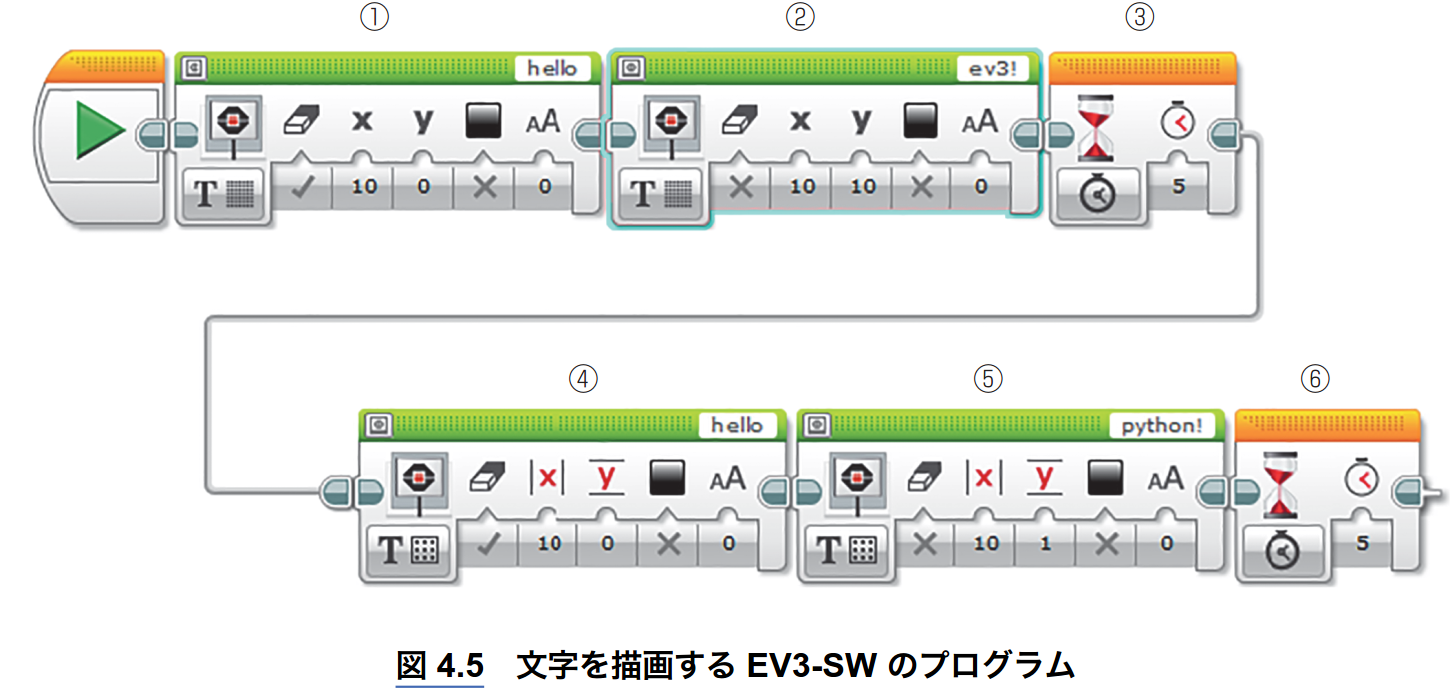 ① ② ③
hello ev3!
x y AA x y AA
T ✓ 10 0 ✕ 0 T ✕ 10 10 ✕ 0 5
④ ⑤ ⑥
hello python!
x y AA x y AA
T ✓ 10 0 ✕ 0 T ✕ 10 1 ✕ 0 5
図 4.5 文字を描画する EV3-SW のプログラム